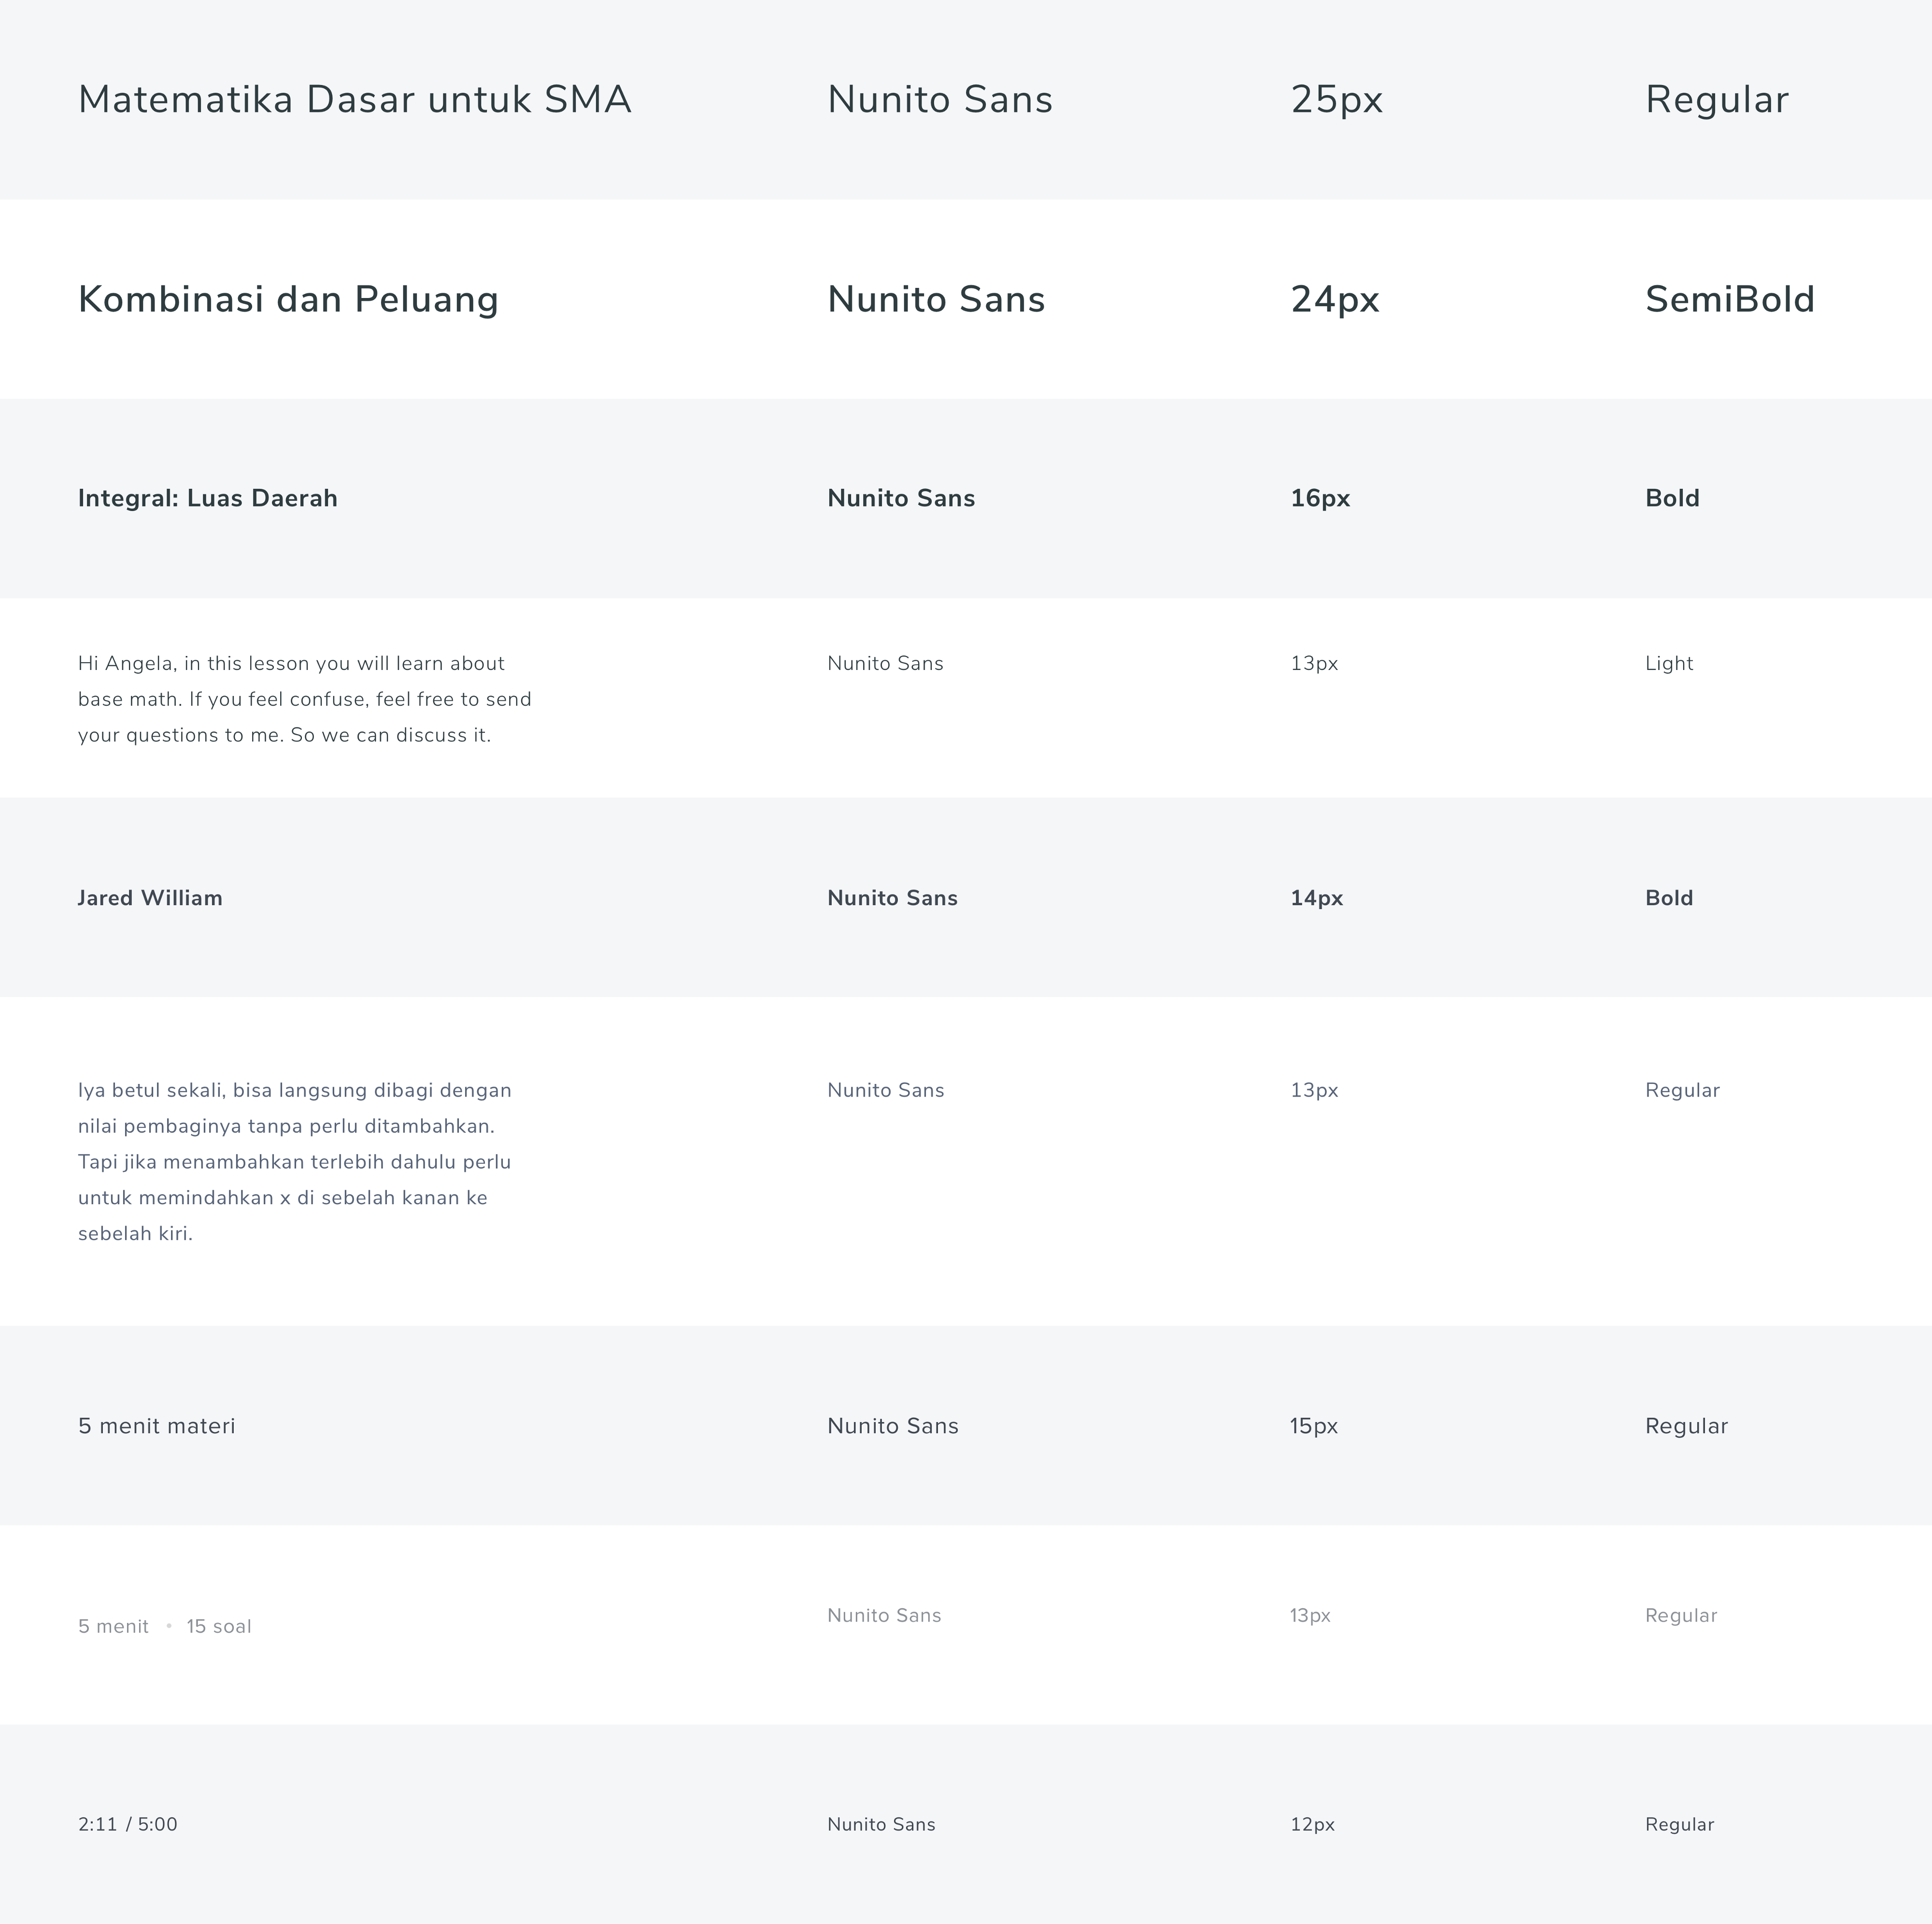 Matematika Dasar untuk SMA Nunito Sans 25px Regular
Kombinasi dan Peluang Nunito Sans 24px SemiBold
Integral: Luas Daerah Nunito Sans 16px Bold
Hi Angela, in this lesson you will learn about Nunito Sans 13px Light
base math. If you feel confuse, feel free to send
your questions to me. So we can discuss it.
Jared William Nunito Sans 14px Bold
Iya betul sekali, bisa langsung dibagi dengan Nunito Sans 13px Regular
nilai pembaginya tanpa perlu ditambahkan.
Tapi jika menambahkan terlebih dahulu perlu
untuk memindahkan x di sebelah kanan ke
sebelah kiri.
5 menit materi Nunito Sans 15px Regular
5 menit • 15 soal Nunito Sans 13px Regular
2:11 / 5:00 Nunito Sans 12px Regular